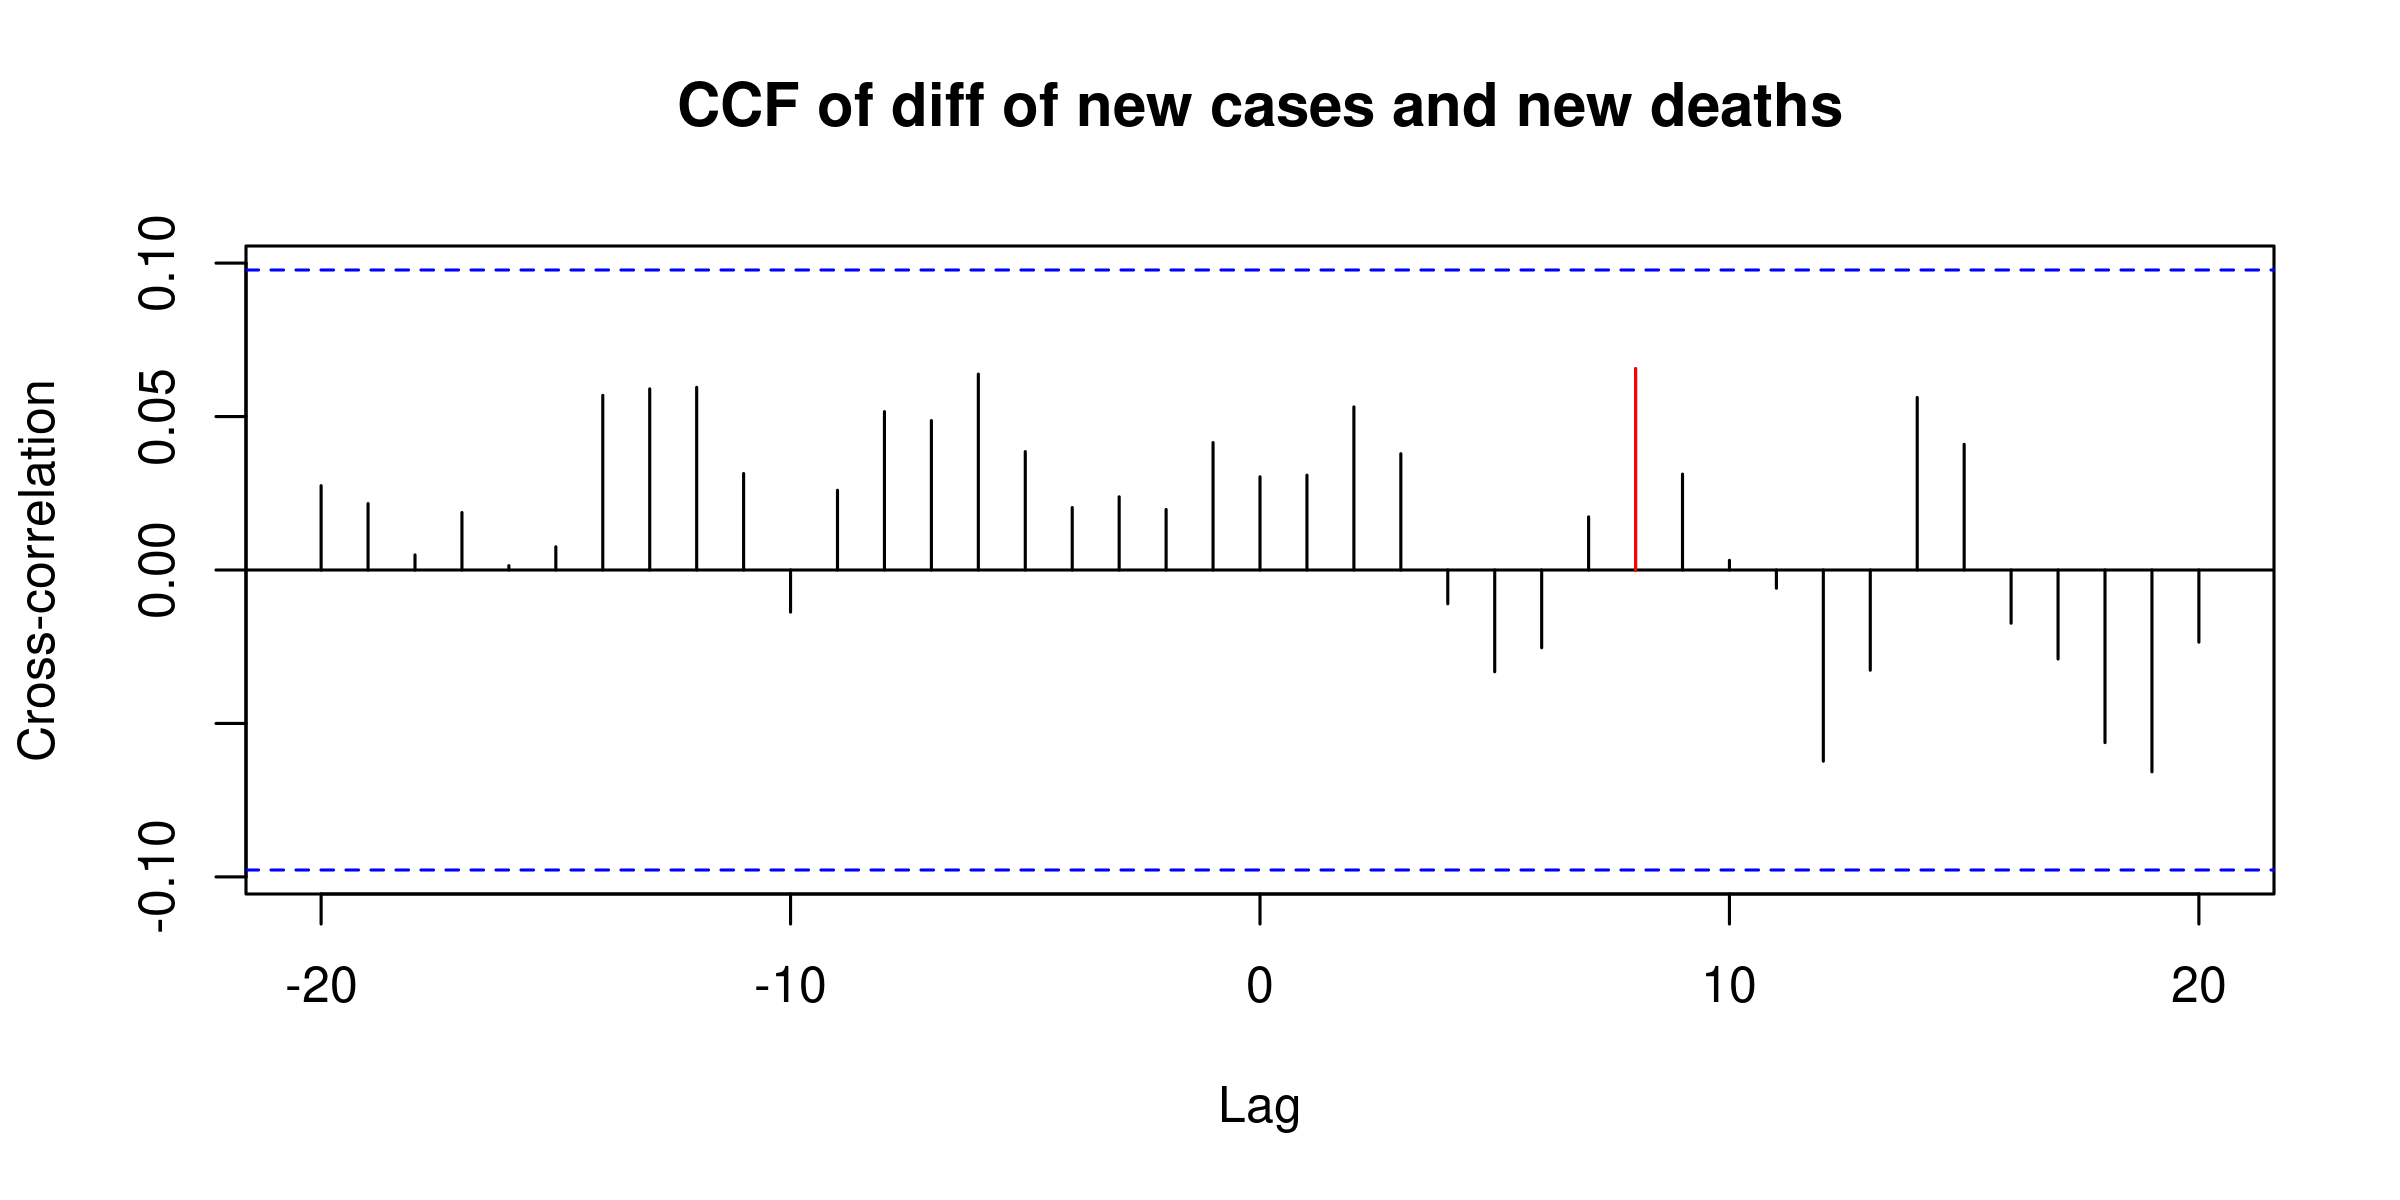 CCF of diff of new cases and new deaths
Cross-correlation
0.10
0.05
0.00
-0.10
-20 -10 0 10 20
Lag